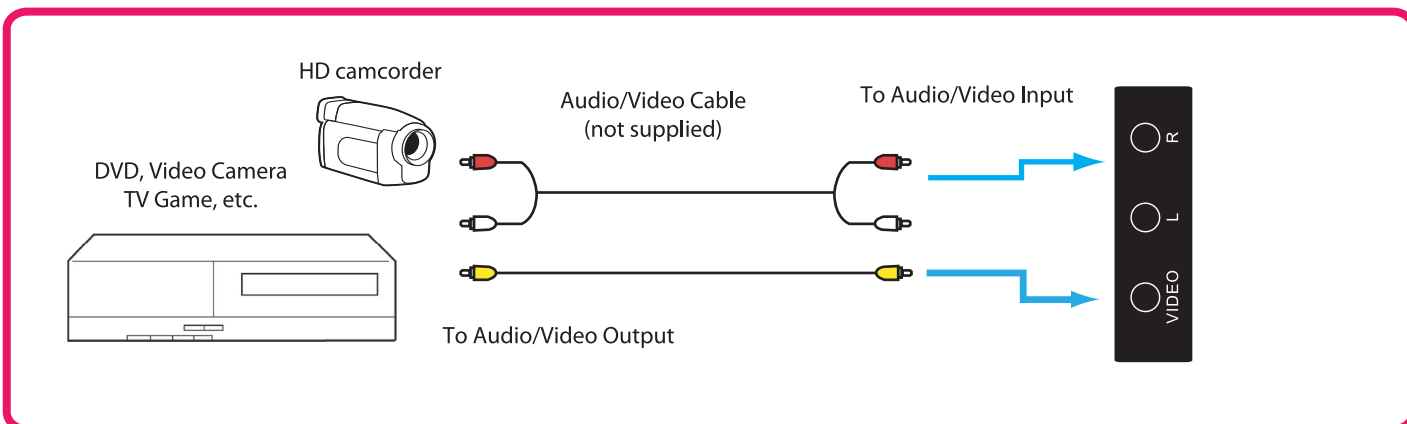 HD camcorder
Audio/Video Cable
(not supplied)
To Audio/Video Input
DVD, Video Camera
TV Game, etc.
To Audio/Video Output
R
L
VIDEO